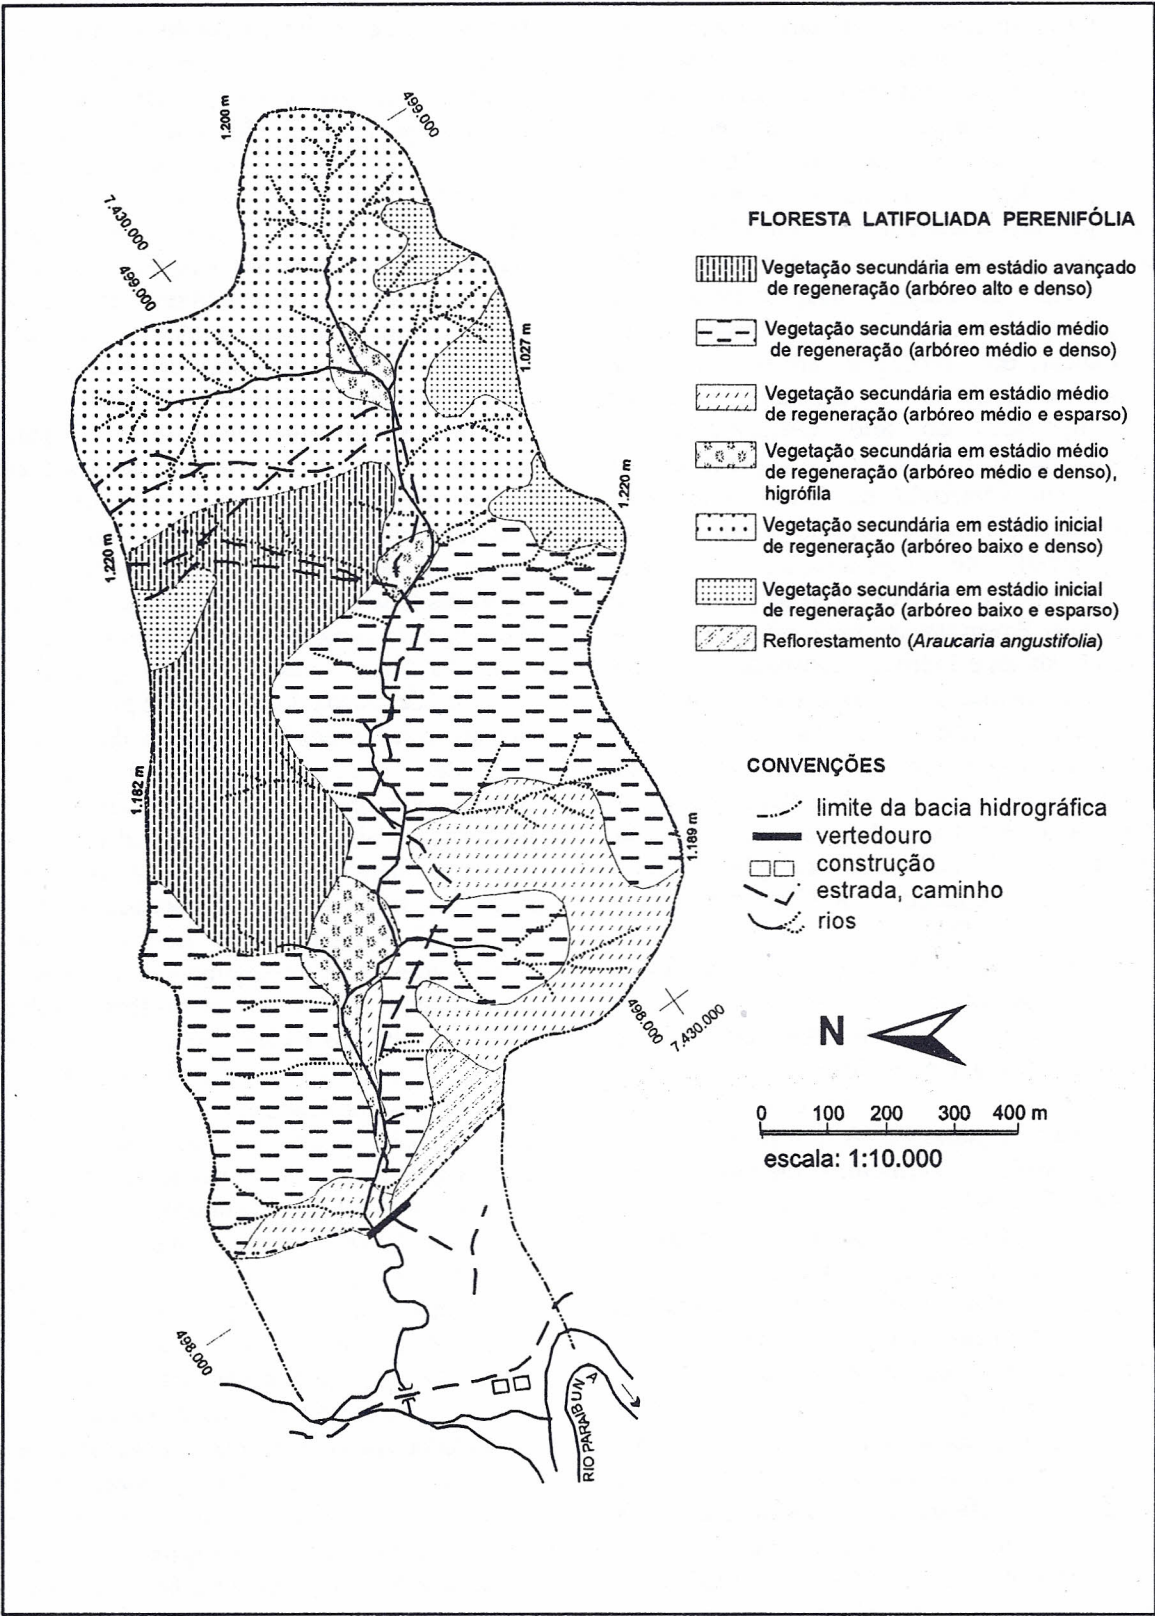 1.200 m
499.000
7.430.000
499.000
1.027 m
1.220 m
1.220 m
1.182 m
1.189 m
498.000
7.430.000
498.000
RIO PARAIBUNA
FLORESTA LATIFOLIADA PERENIFÓLIA
Vegetação secundária em estádio avançado
de regeneração (arbóreo alto e denso)
Vegetação secundária em estádio médio
de regeneração (arbóreo médio e denso)
Vegetação secundária em estádio médio
de regeneração (arbóreo médio e esparso)
Vegetação secundária em estádio médio
de regeneração (arbóreo médio e denso),
higrófila
Vegetação secundária em estádio inicial
de regeneração (arbóreo baixo e denso)
Vegetação secundária em estádio inicial
de regeneração (arbóreo baixo e esparso)
Reflorestamento (Araucaria angustifolia)
CONVENÇÕES
limite da bacia hidrográfica
vertedouro
construção
estrada, caminho
rios
N
0 100 200 300 400 m
escala: 1:10.000